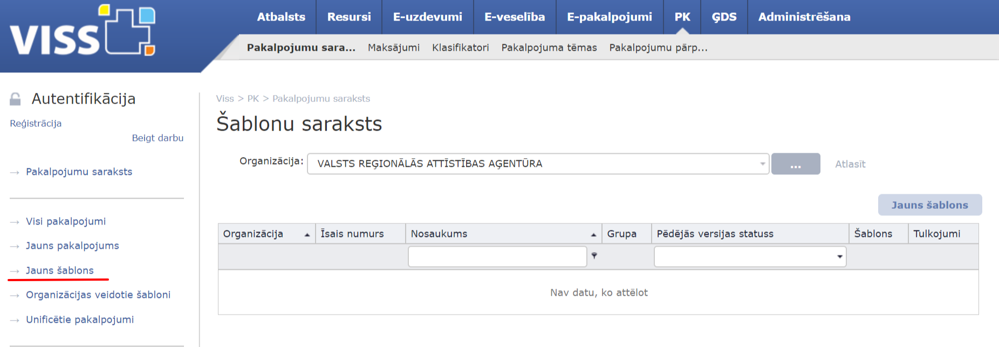 VISS
Atbalsts Resursi E-uzdevumi E-veselība E-pakalpojumi PK ĢDS Administrēšana
Pakalpojumu sara... Maksājumi Klasifikatori Pakalpojuma tēmas Pakalpojumu pārp...
Autentifikācija
Reģistrācija
Beigt darbu
→ Pakalpojumu saraksts
→ Visi pakalpojumi
→ Jauns pakalpojums
→ Jauns šablons
→ Organizācijas veidotie šabloni
→ Unificētie pakalpojumi
Viss > PK > Pakalpojumu saraksts
Šablonu saraksts
Organizācija: VALSTS REĢIONĀLĀS ATTĪSTĪBAS AĢENTŪRA ... Atlasīt
Jauns šablons
Organizācija Īsais numurs Nosaukums Grupa Pēdējās versijas statuss Šablons Tulkojumi
Nav datu, ko attēlot